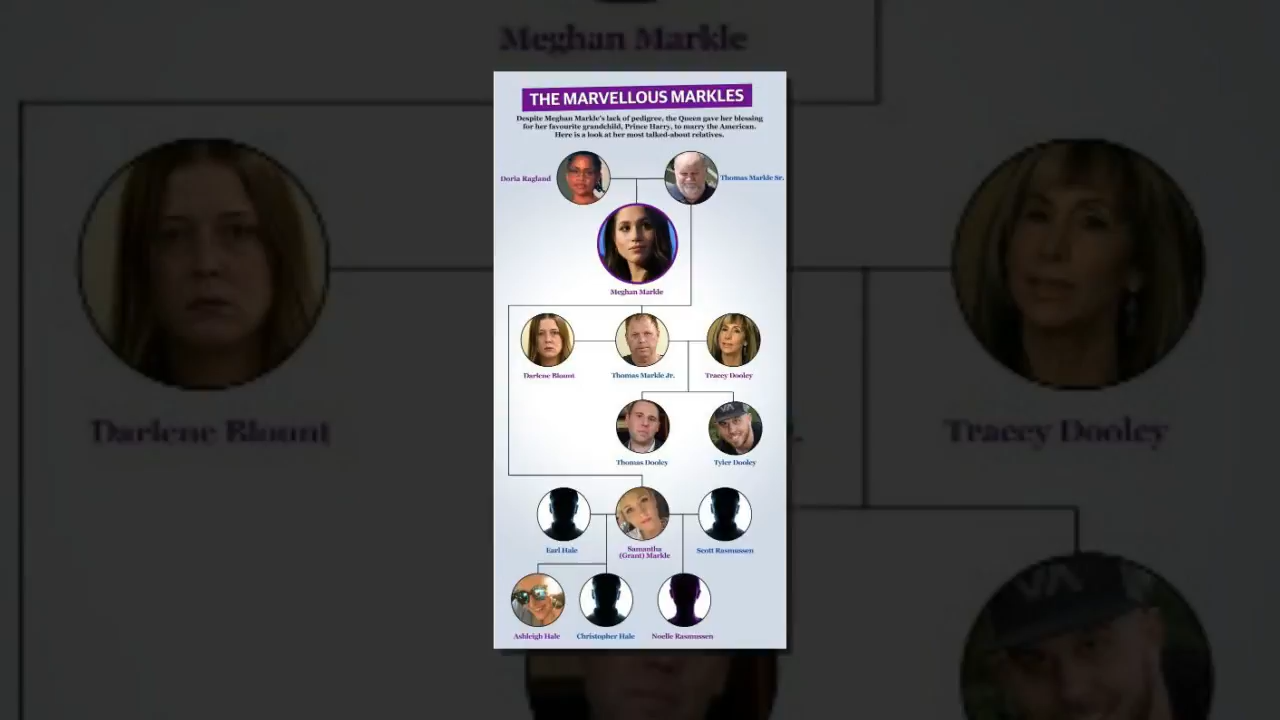 Meghan Markle
THE MARVELLOUS MARKLES
Despite Meghan Markle's lack of pedigree, the Queen gave her blessing
for her favourite grandchild, Prince Harry, to marry the American.
Here is a look at her most talked-about relatives.
Doria Ragland
Thomas Markle Sr.
Meghan Markle
Darlene Blount
Thomas Markle Jr.
Tracey Dooley
Darlene Blount
Tracey Dooley
Thomas Dooley
Tyler Dooley
Earl Hale
Samantha
(Grant) Markle
Scott Rasmussen
VA
Ashleigh Hale
Christopher Hale
Noelle Rasmussen